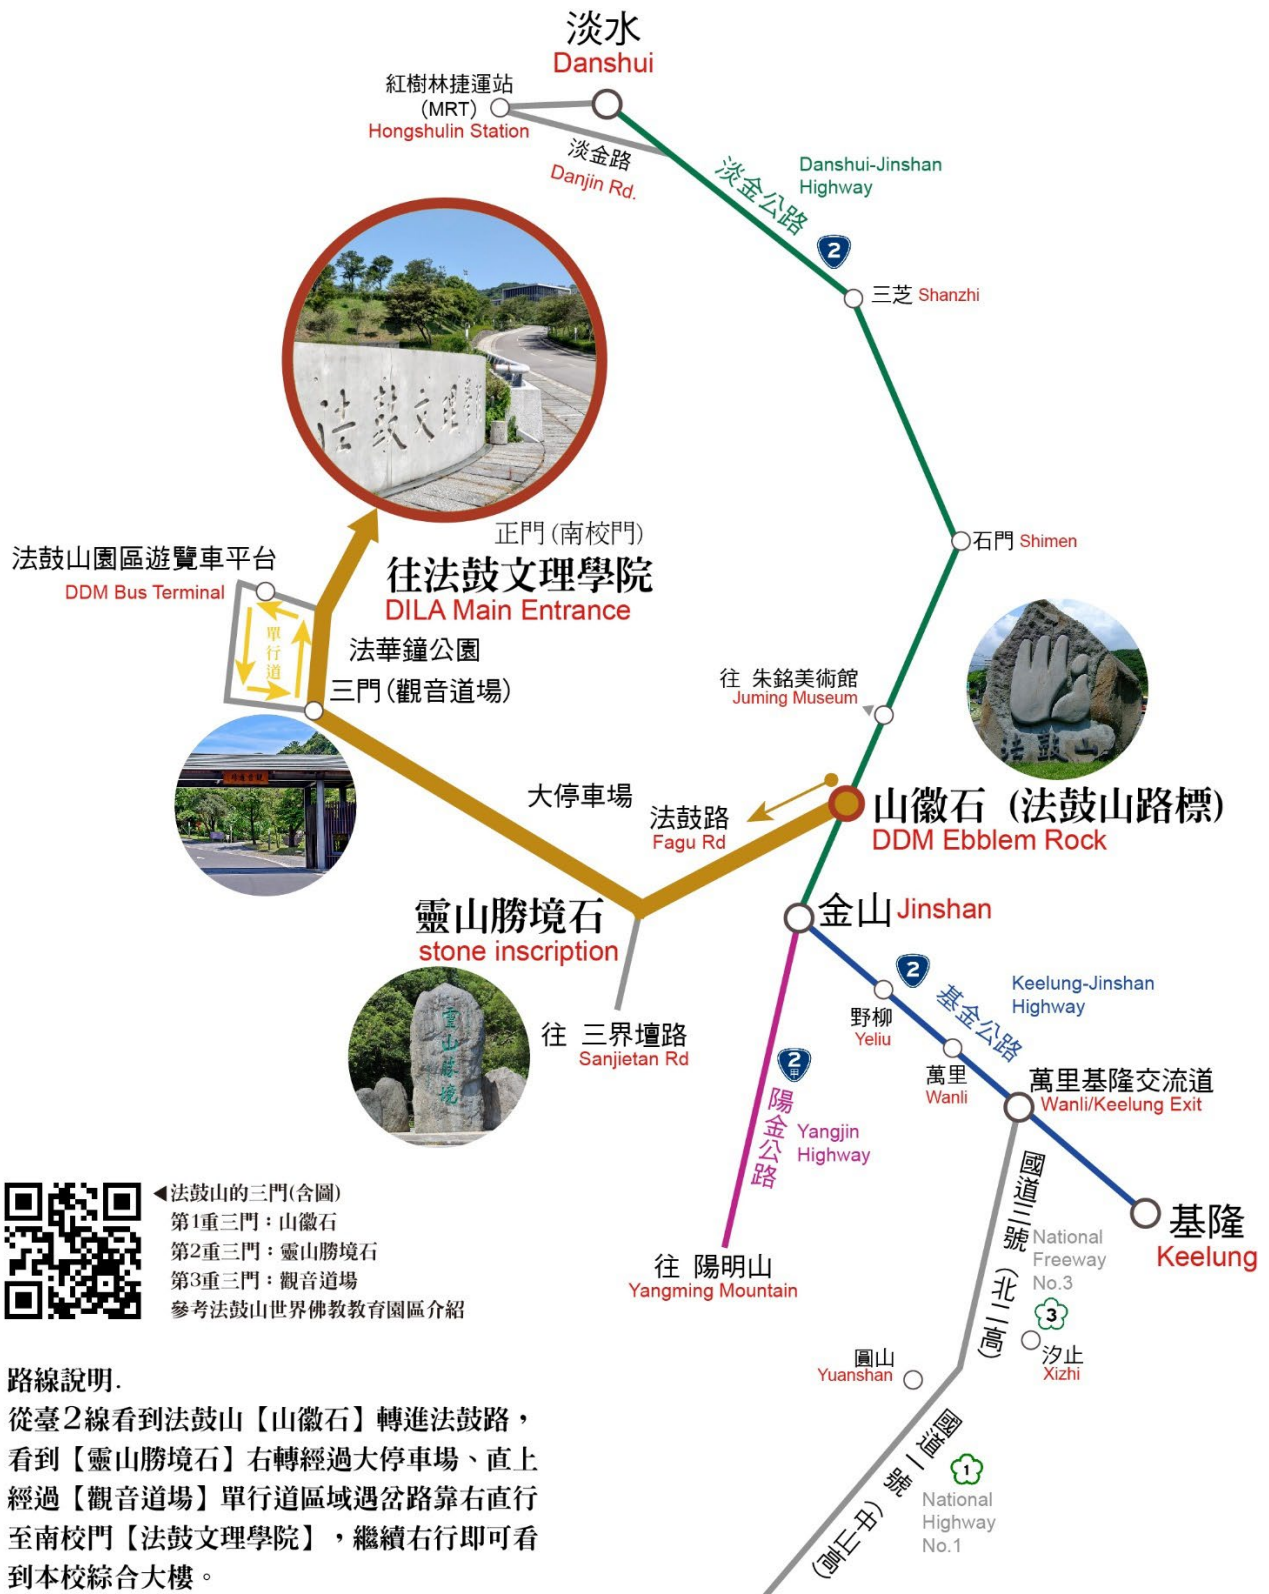 淡水
Danshui
紅樹林捷運站
(MRT)
Hongshulin Station
淡金路
Danjin Rd.
淡金公路
Danshui-Jinshan
Highway
2
三芝 Shanzhi
法鼓文理學院
正門(南校門)
往法鼓文理學院
DILA Main Entrance
法鼓山園區遊覽車平台
DDM Bus Terminal
單行道
法華鐘公園
三門(觀音道場)
石門 Shimen
往 朱銘美術館
Juming Museum
法鼓山
大停車場
法鼓路
Fagu Rd
山徽石 (法鼓山路標)
DDM Ebblem Rock
靈山勝境石
stone inscription
靈山勝境
往 三界壇路
Sanjietan Rd
金山 Jinshan
2
基金公路
Keelung-Jinshan
Highway
野柳
Yeliu
萬里
Wanli
萬里基隆交流道
Wanli/Keelung Exit
2
甲
陽金公路
Yangjin
Highway
往 陽明山
Yangming Mountain
基隆
Keelung
國道三號(北二高)
National
Freeway
No.3
3
汐止
Xizhi
圓山
Yuanshan
國道一號(中山高)
1
National
Highway
No.1
◀法鼓山的三門(含圖)
第1重三門：山徽石
第2重三門：靈山勝境石
第3重三門：觀音道場
參考法鼓山世界佛教教育園區介紹
路線說明.
從臺2線看到法鼓山【山徽石】轉進法鼓路，
看到【靈山勝境石】右轉經過大停車場、直上
經過【觀音道場】單行道區域遇岔路靠右直行
至南校門【法鼓文理學院】，繼續右行即可看
到本校綜合大樓。